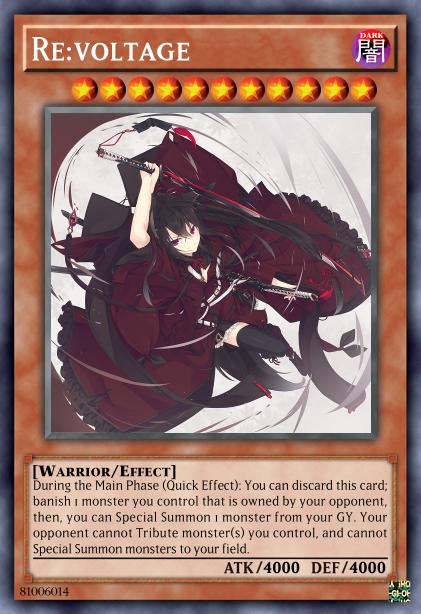 Re:voltage
DARK
闇
[Warrior/Effect]
During the Main Phase (Quick Effect): You can discard this card;
banish 1 monster you control that is owned by your opponent,
then, you can Special Summon 1 monster from your GY. Your
opponent cannot Tribute monster(s) you control, and cannot
Special Summon monsters to your field.
ATK/4000 DEF/4000
81006014